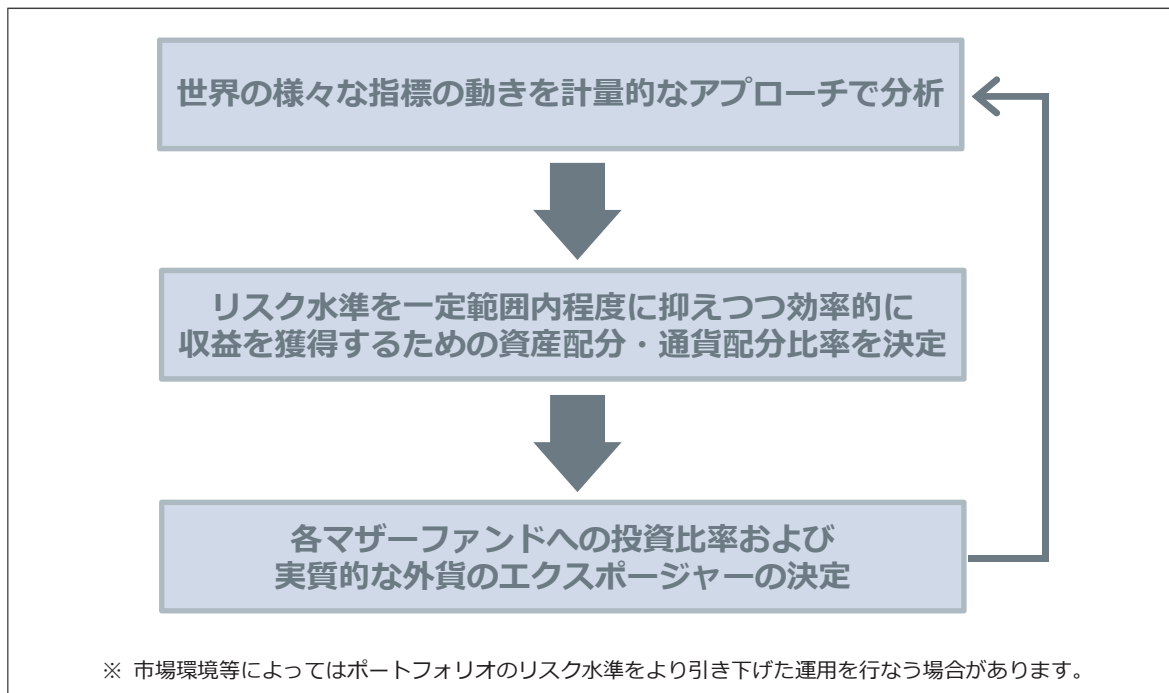 世界の様々な指標の動きを計量的なアプローチで分析
リスク水準を一定範囲内程度に抑えつつ効率的に
収益を獲得するための資産配分・通貨配分比率を決定
各マザーファンドへの投資比率および
実質的な外貨のエクスポージャーの決定
※ 市場環境等によってはポートフォリオのリスク水準をより引き下げた運用を行なう場合があります。